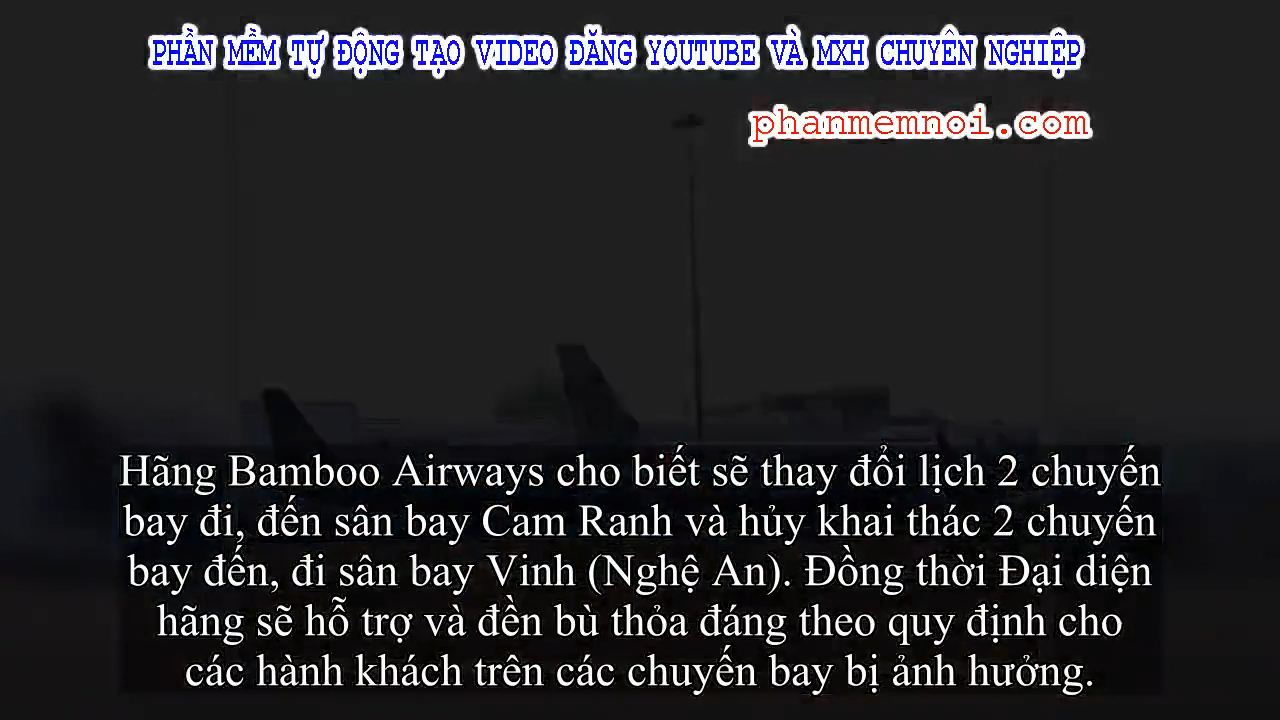 PHẦN MỀM TỰ ĐỘNG TẠO VIDEO ĐĂNG YOUTUBE VÀ MXH CHUYÊN NGHIỆP
phanmemnoi.com
Hãng Bamboo Airways cho biết sẽ thay đổi lịch 2 chuyến
bay đi, đến sân bay Cam Ranh và hủy khai thác 2 chuyến
bay đến, đi sân bay Vinh (Nghệ An). Đồng thời Đại diện
hãng sẽ hỗ trợ và đền bù thỏa đáng theo quy định cho
các hành khách trên các chuyến bay bị ảnh hưởng.